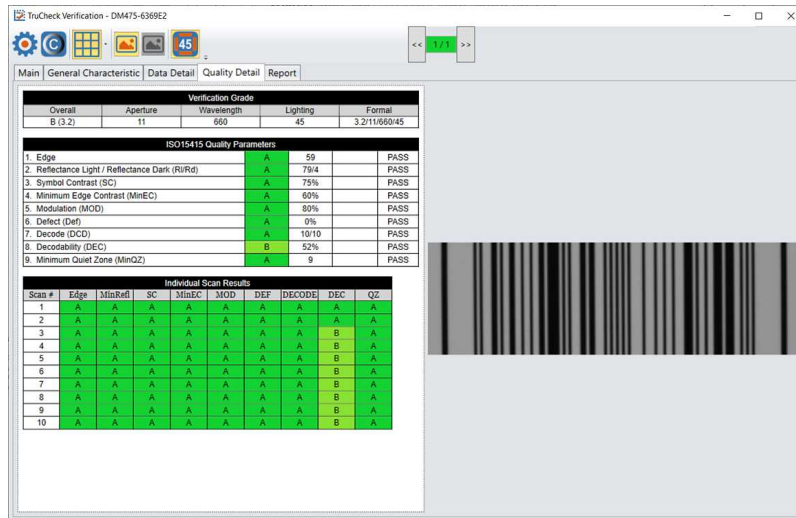 TruCheck Verification - DM475-6369E2
45
<< 1/1 >>
Main General Characteristic Data Detail Quality Detail Report
Verification Grade
Overall Aperture Wavelength Lighting Formal
B (3.2) 11 660 45 3.2/11/660/45
ISO15415 Quality Parameters
1. Edge A 59 PASS
2. Reflectance Light / Reflectance Dark (Rl/Rd) A 79/4 PASS
3. Symbol Contrast (SC) A 75% PASS
4. Minimum Edge Contrast (MinEC) A 60% PASS
5. Modulation (MOD) A 80% PASS
6. Defect (Def) A 0% PASS
7. Decode (DCD) A 10/10 PASS
8. Decodability (DEC) B 52% PASS
9. Minimum Quiet Zone (MinQZ) A 9 PASS
Individual Scan Results
Scan # Edge MinRefl SC MinEC MOD DEF DECODE DEC QZ
1 A A A A A A A A A
2 A A A A A A A A A
3 A A A A A A A B A
4 A A A A A A A B A
5 A A A A A A A B A
6 A A A A A A A B A
7 A A A A A A A B A
8 A A A A A A A B A
9 A A A A A A A B A
10 A A A A A A A B A